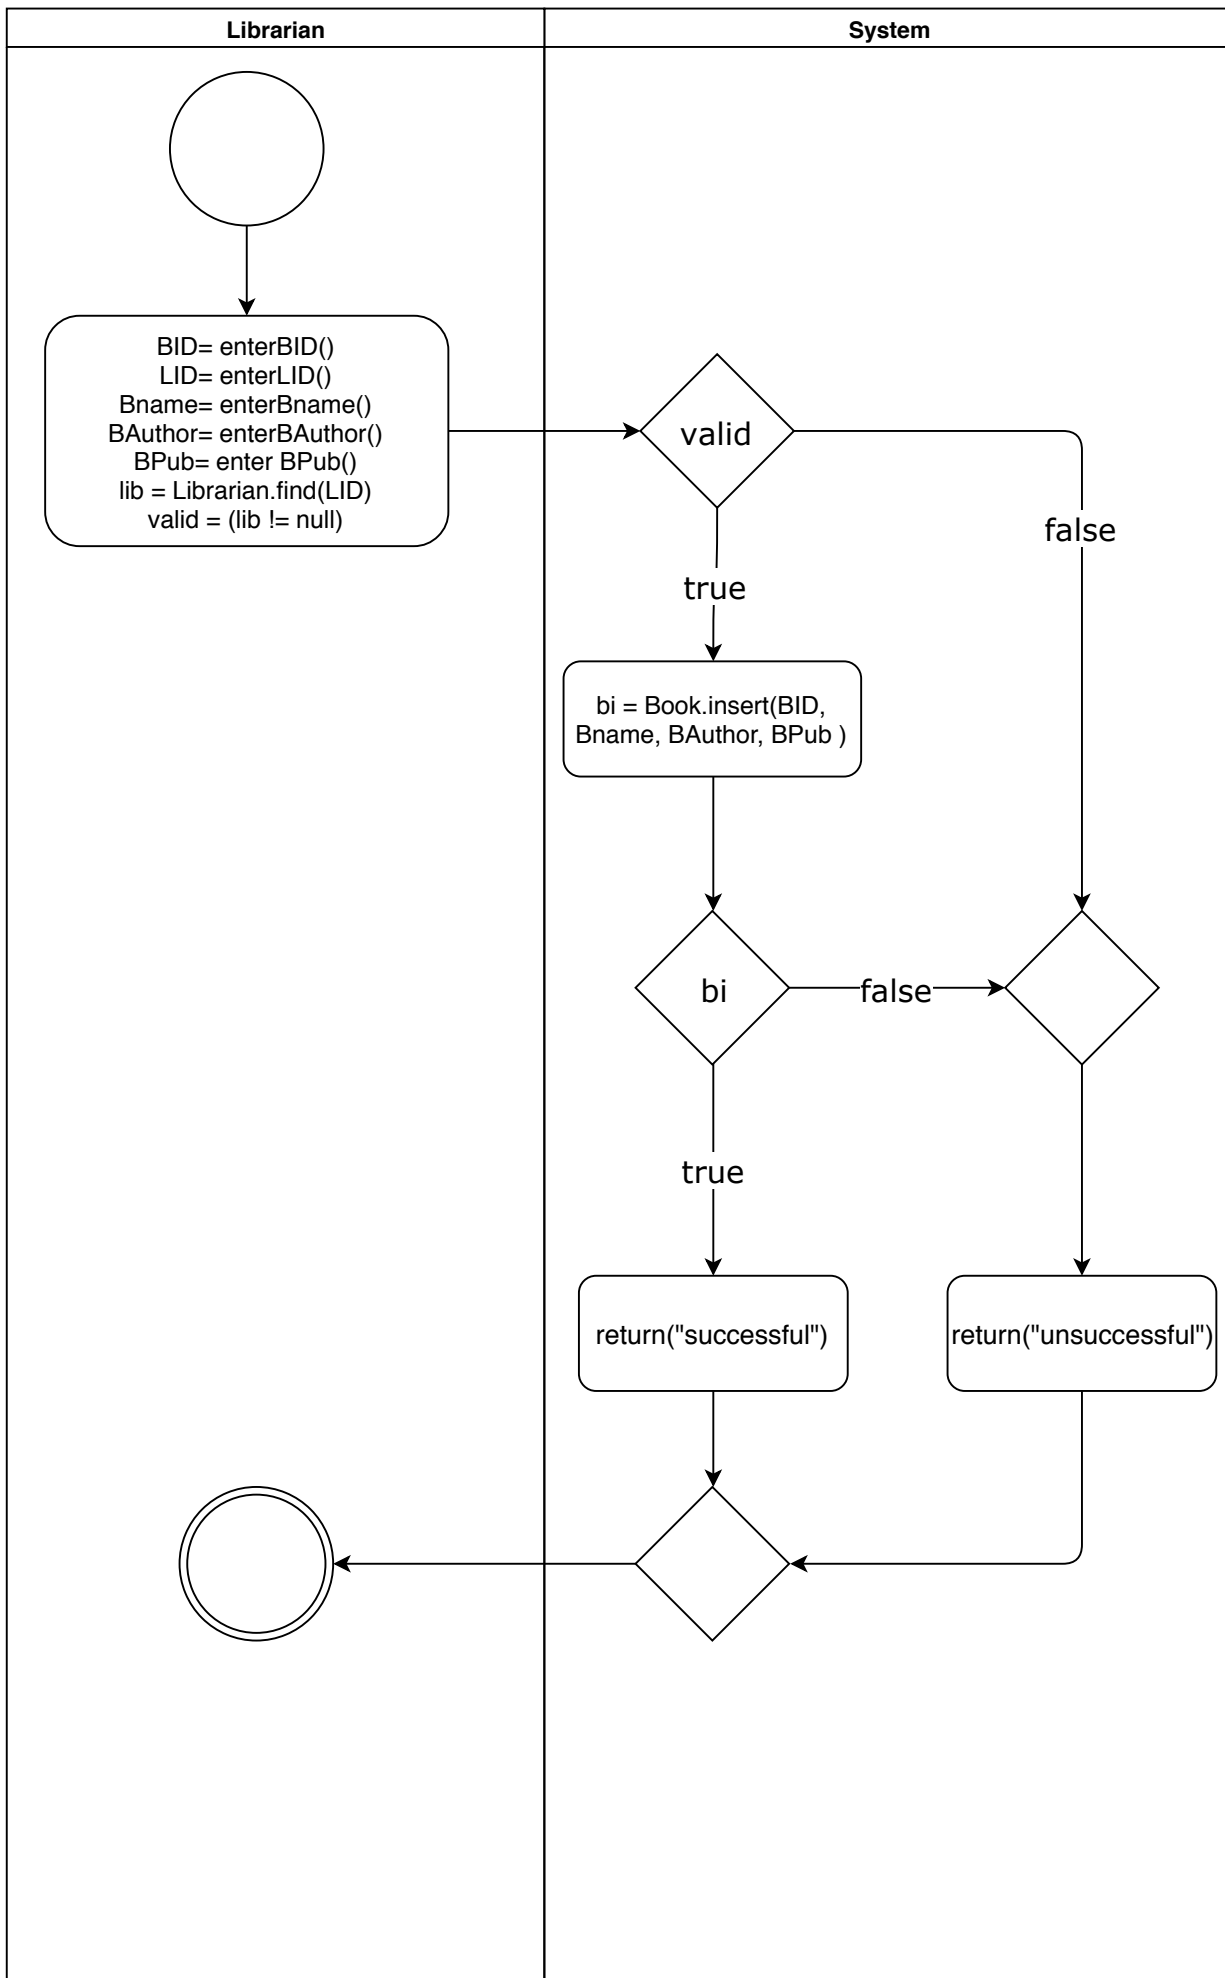 Librarian
System
BID= enterBID()
LID= enterLID()
Bname= enterBname()
BAuthor= enterBAuthor()
BPub= enter BPub()
lib = Librarian.find(LID)
valid = (lib != null)
valid
false
true
bi = Book.insert(BID,
Bname, BAuthor, BPub )
bi
false
true
return("successful")
return("unsuccessful")